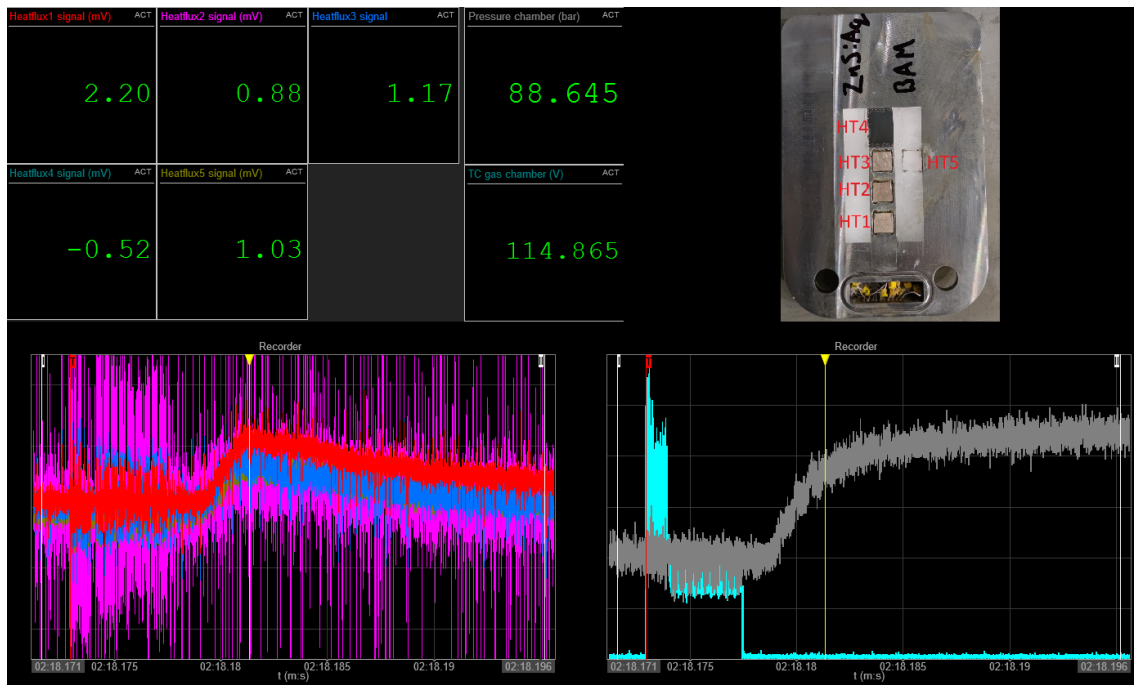 Heatflux1 signal (mV) ACT
2.20
Heatflux2 signal (mV) ACT
0.88
Heatflux3 signal ACT
1.17
Pressure chamber (bar) ACT
88.645
Heatflux4 signal (mV) ACT
-0.52
Heatflux5 signal (mV) ACT
1.03
TC gas chamber (V) ACT
114.865
ZnS:Ag
BAM
HT4
HT3
HT5
HT2
HT1
Recorder
T
02:18.171 02:18.175 02:18.18 02:18.185 02:18.19 02:18.196
t (m:s)
Recorder
T
02:18.171 02:18.175 02:18.18 02:18.185 02:18.19 02:18.196
t (m:s)